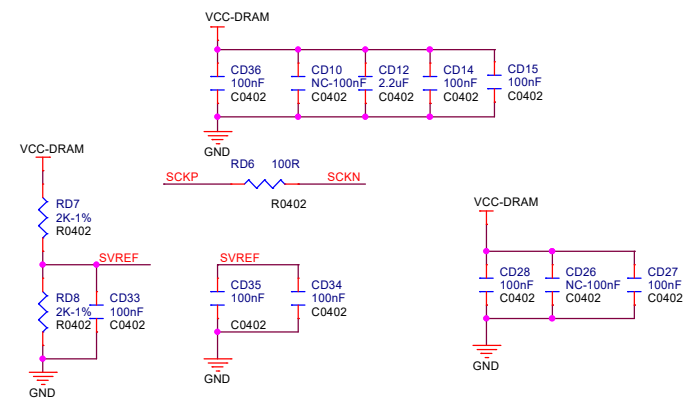 VCC-DRAM
CD36
100nF
C0402
CD10
NC-100nF
C0402
CD12
2.2uF
C0402
CD14
100nF
C0402
CD15
100nF
C0402
GND
VCC-DRAM
RD6 100R
SCKP
SCKN
R0402
RD7
2K-1%
R0402
SVREF
RD8
2K-1%
R0402
CD33
100nF
C0402
GND
SVREF
CD35
100nF
C0402
CD34
100nF
C0402
GND
VCC-DRAM
CD28
100nF
C0402
CD26
NC-100nF
C0402
CD27
100nF
C0402
GND